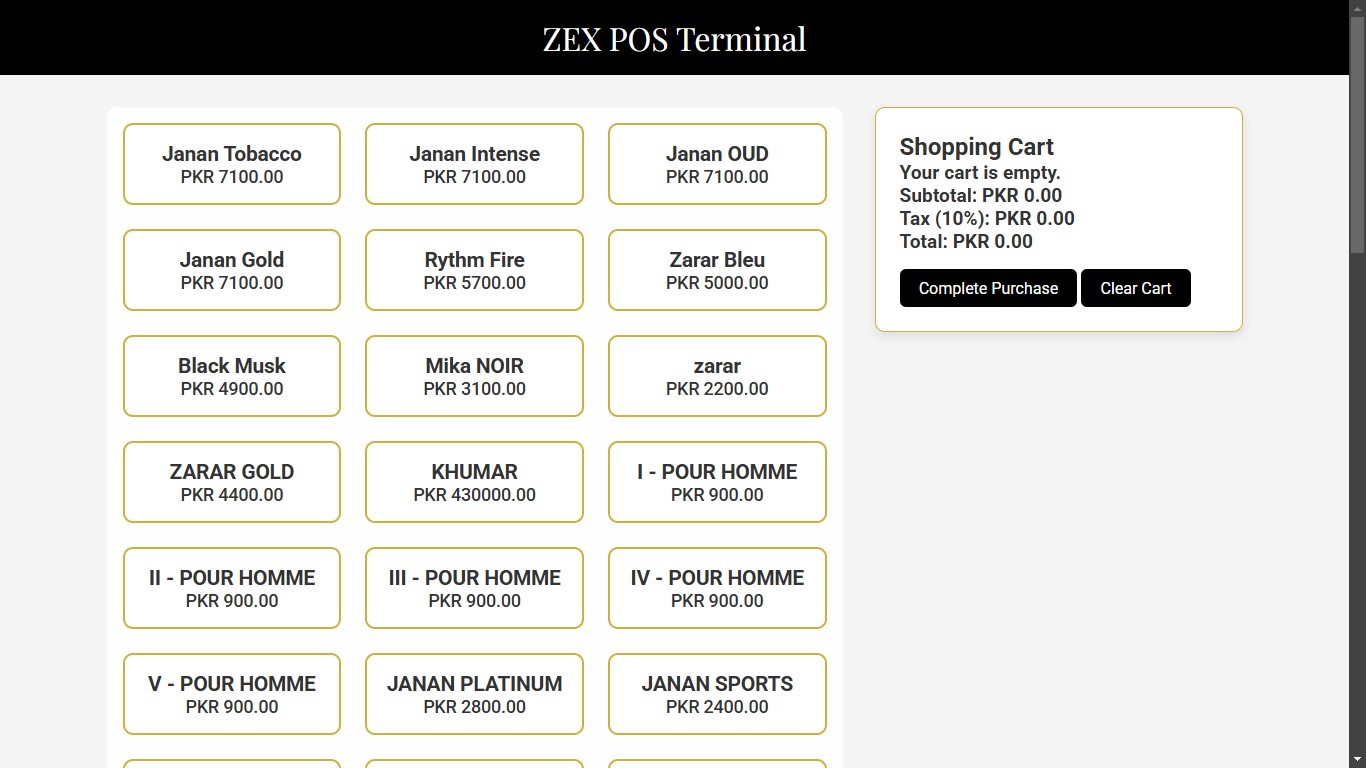 ZEX POS Terminal
Janan Tobacco
PKR 7100.00
Janan Intense
PKR 7100.00
Janan OUD
PKR 7100.00
Janan Gold
PKR 7100.00
Rythm Fire
PKR 5700.00
Zarar Bleu
PKR 5000.00
Black Musk
PKR 4900.00
Mika NOIR
PKR 3100.00
zarar
PKR 2200.00
ZARAR GOLD
PKR 4400.00
KHUMAR
PKR 430000.00
I - POUR HOMME
PKR 900.00
II - POUR HOMME
PKR 900.00
III - POUR HOMME
PKR 900.00
IV - POUR HOMME
PKR 900.00
V - POUR HOMME
PKR 900.00
JANAN PLATINUM
PKR 2800.00
JANAN SPORTS
PKR 2400.00
Shopping Cart
Your cart is empty.
Subtotal: PKR 0.00
Tax (10%): PKR 0.00
Total: PKR 0.00
Complete Purchase
Clear Cart